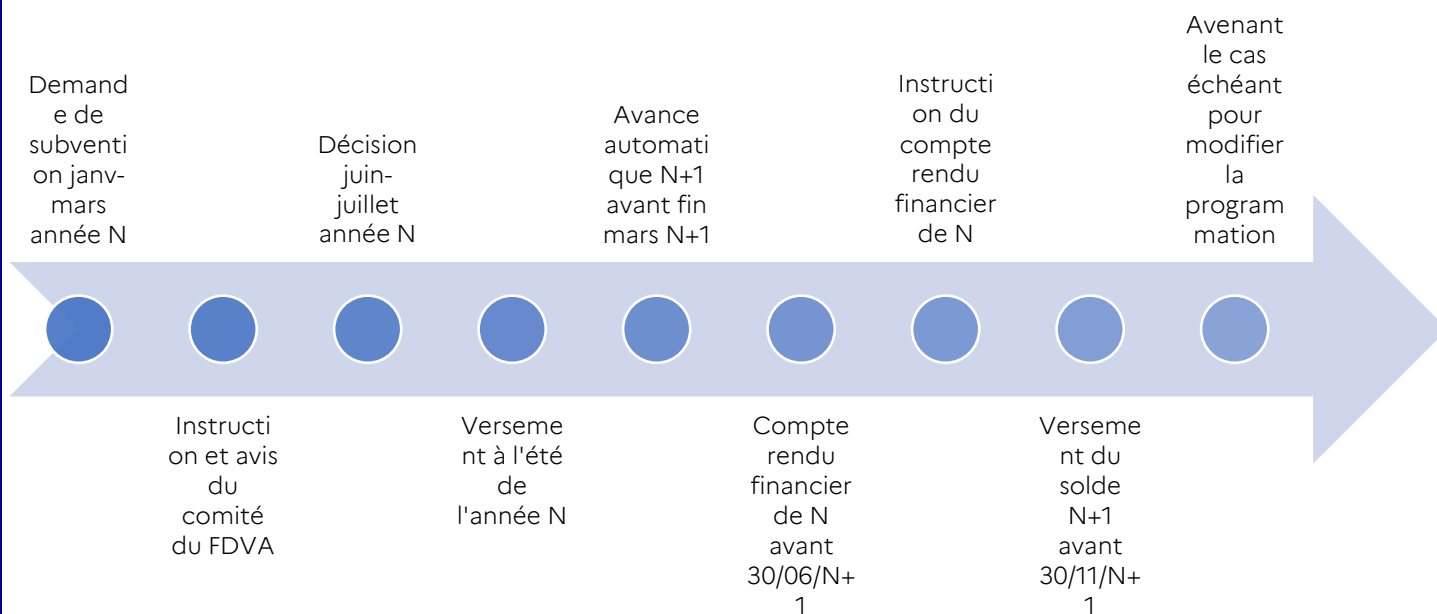 Demand
e de
subventi
on janv-
mars
année N
Instructi
on et avis
du
comité
du FDVA
Décision
juin-
juillet
année N
Verseme
nt à l'été
de
l'année N
Avance
automati
que N+1
avant fin
mars N+1
Compte
rendu
financier
de N
avant
30/06/N+
1
Instructi
on du
compte
rendu
financier
de N
Verseme
nt du
solde
N+1
avant
30/11/N+
1
Avenant
le cas
échéant
pour
modifier
la
program
mation